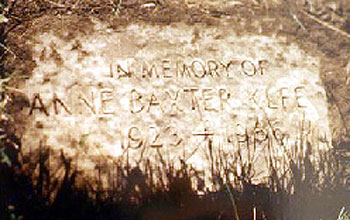 IN MEMORY OF
ANNE BAXTER KLEE
1923 †